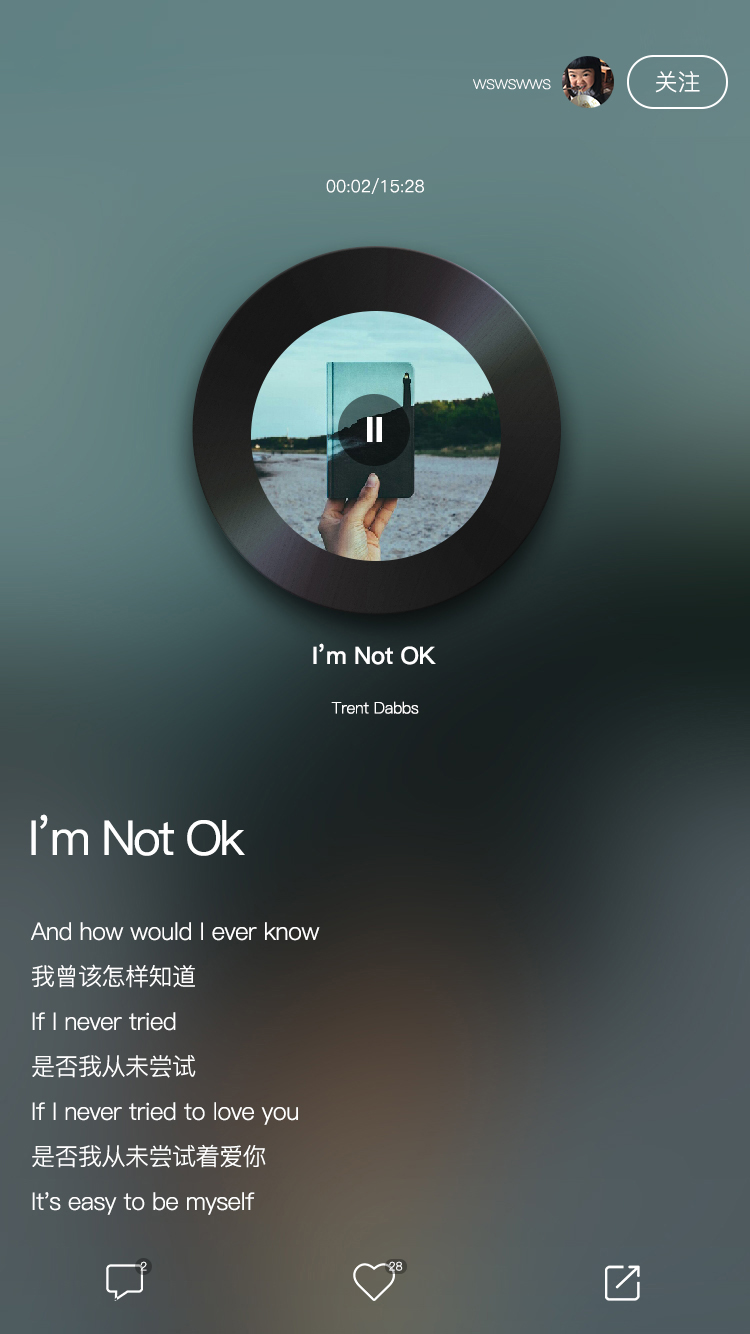 wswswws
关注
00:02/15:28
I’m Not OK
Trent Dabbs
I’m Not Ok
And how would I ever know
我曾该怎样知道
If I never tried
是否我从未尝试
If I never tried to love you
是否我从未尝试着爱你
It’s easy to be myself
2
28